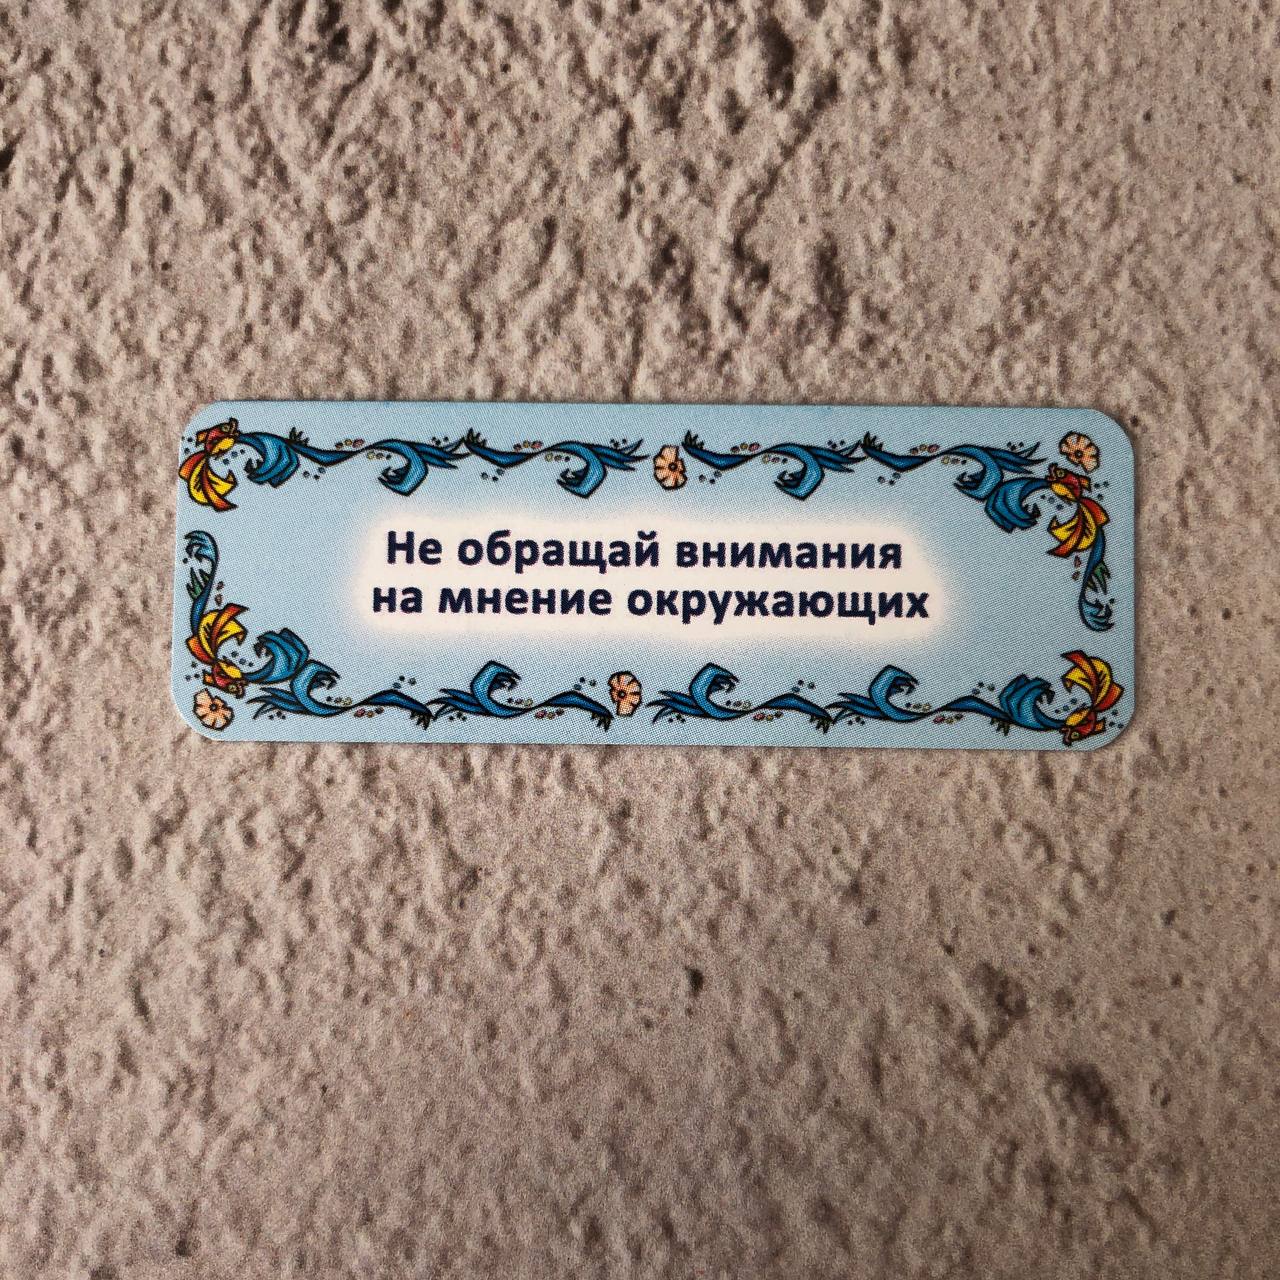 Не обращай внимания
на мнение окружающих